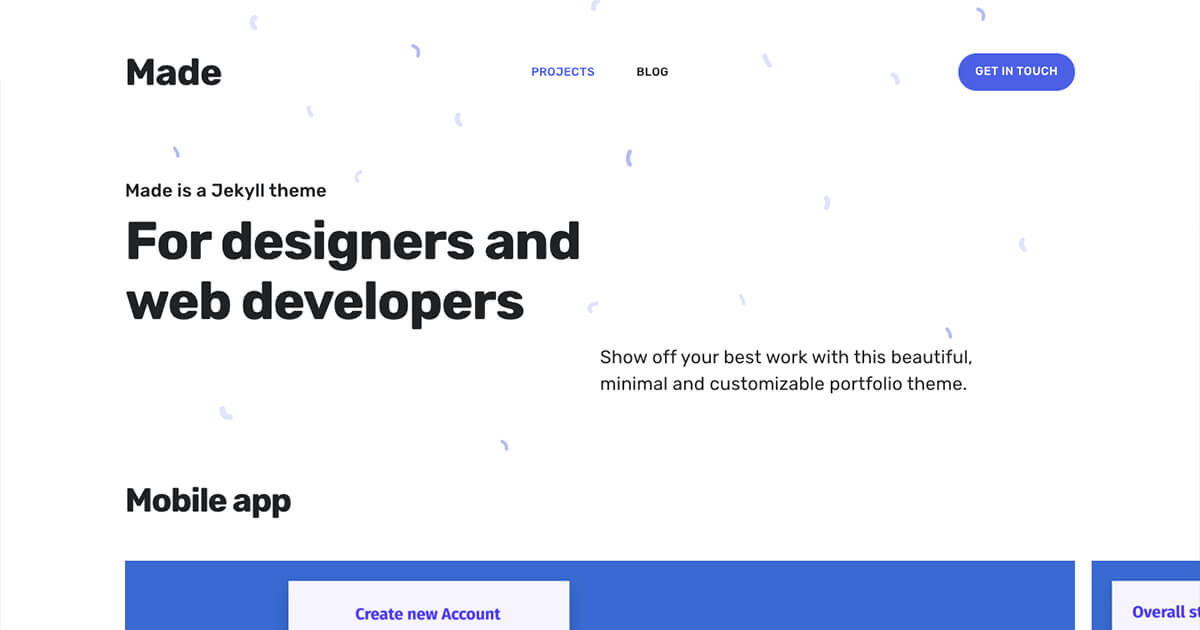 Made
PROJECTS
BLOG
GET IN TOUCH
Made is a Jekyll theme
For designers and
web developers
Show off your best work with this beautiful,
minimal and customizable portfolio theme.
Mobile app
Create new Account
Overall